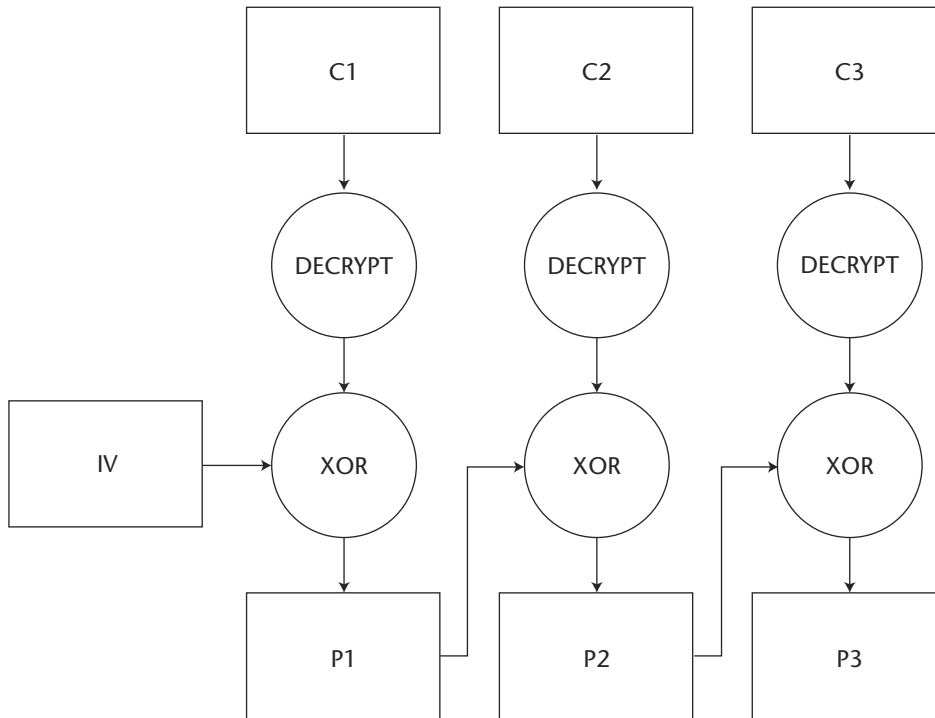 C1
C2
C3
DECRYPT
DECRYPT
DECRYPT
IV
XOR
XOR
XOR
P1
P2
P3